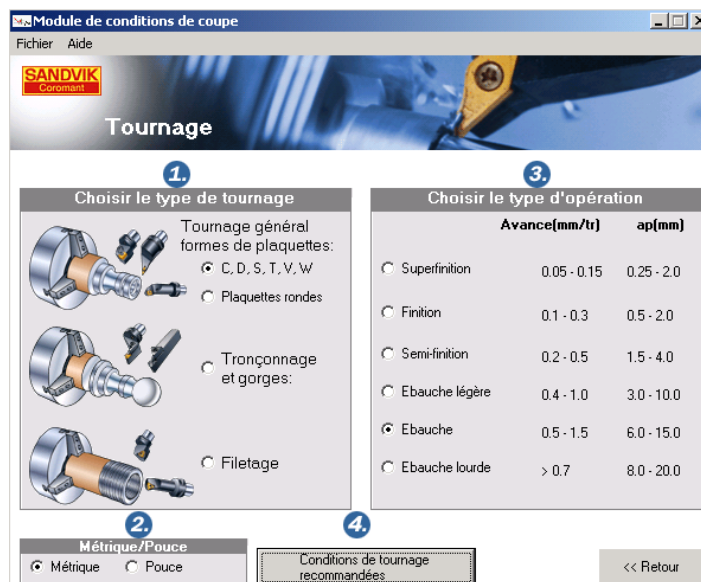 Module de conditions de coupe
Fichier Aide
SANDVIK
Coromant
Tournage
1.
3.
Choisir le type de tournage
Tournage général
formes de plaquettes:
C, D, S, T, V, W
Plaquettes rondes
Tronçonnage
et gorges:
Filetage
Choisir le type d'opération
Avance(mm/tr) ap(mm)
Superfinition 0.05 - 0.15 0.25 - 2.0
Finition 0.1 - 0.3 0.5 - 2.0
Semi-finition 0.2 - 0.5 1.5 - 4.0
Ebauche légère 0.4 - 1.0 3.0 - 10.0
Ebauche 0.5 - 1.5 6.0 - 15.0
Ebauche lourde > 0.7 8.0 - 20.0
2.
4.
Métrique/Pouce
Métrique Pouce
Conditions de tournage
recommandées
<< Retour